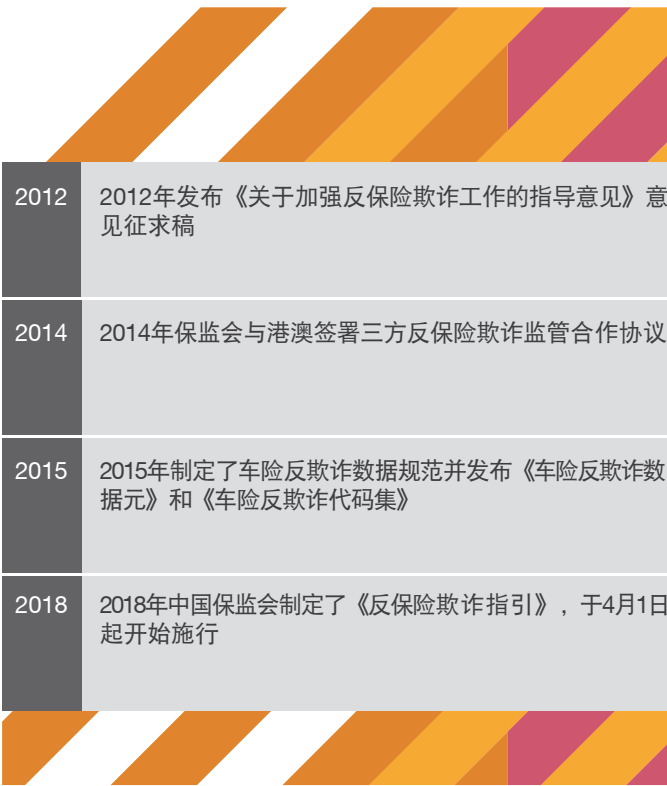 2012
2012年发布《关于加强反保险欺诈工作的指导意见》意
见征求稿
2014
2014年保监会与港澳签署三方反保险欺诈监管合作协议
2015
2015年制定了车险反欺诈数据规范并发布《车险反欺诈数
据元》和《车险反欺诈代码集》
2018
2018年中国保监会制定了《反保险欺诈指引》，于4月1日
起开始施行